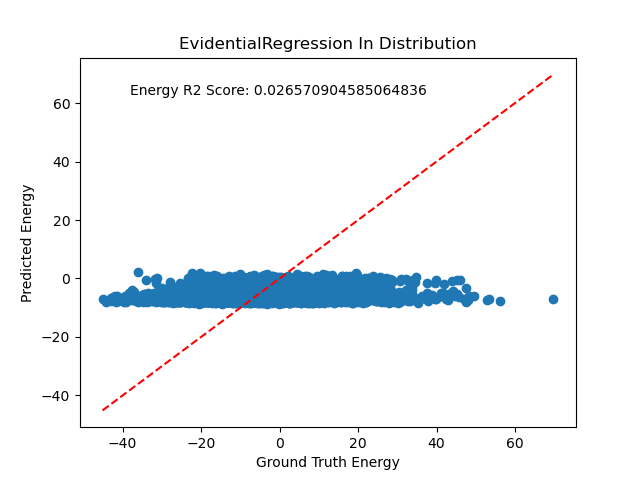 EvidentialRegression In Distribution
Energy R2 Score: 0.026570904585064836
Predicted Energy
60
40
20
0
−20
−40
−40 −20 0 20 40 60
Ground Truth Energy